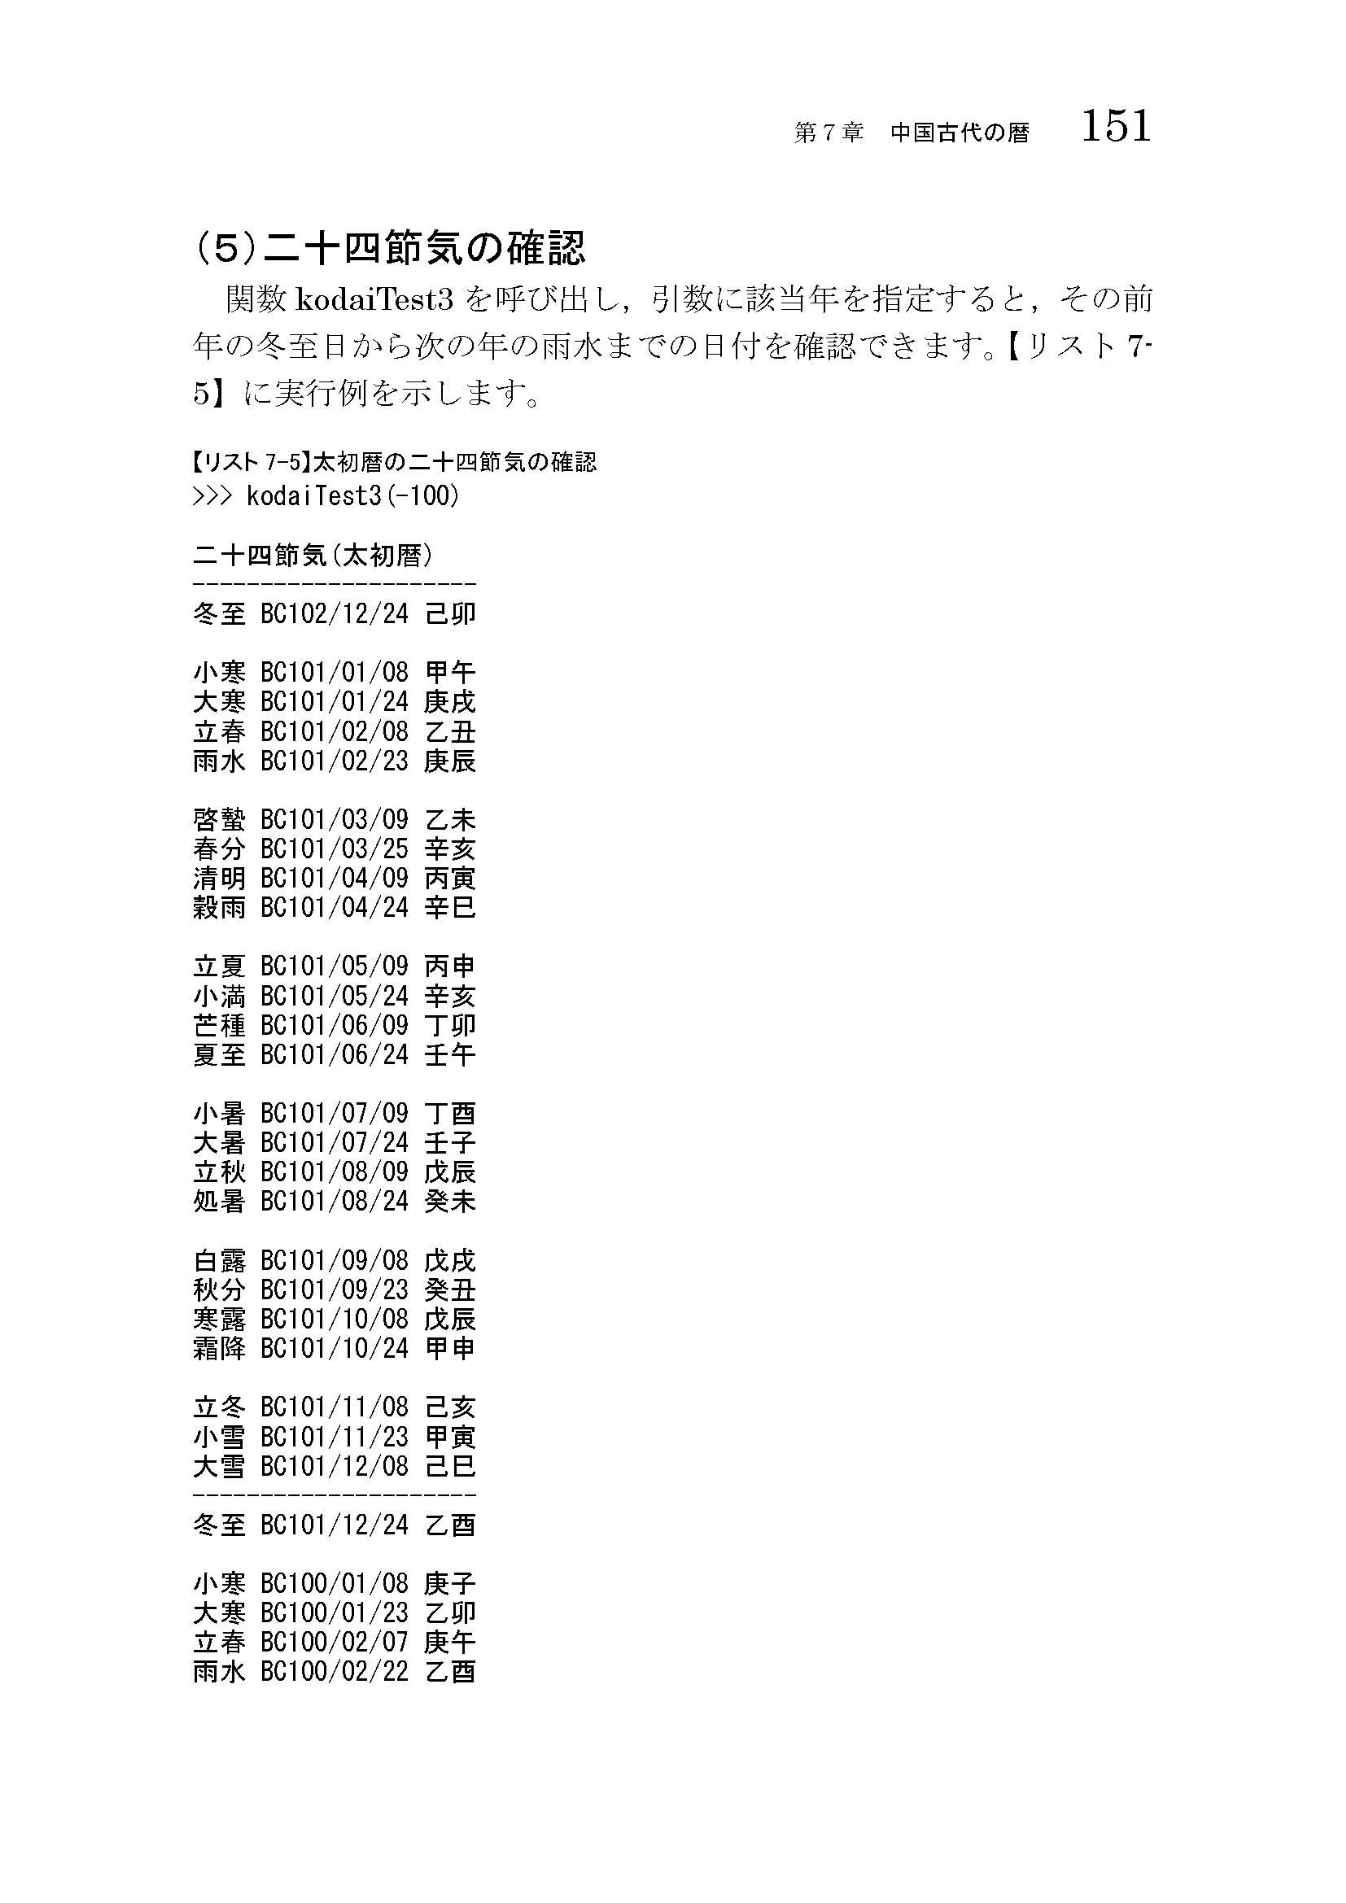 第7章 中国古代の暦 151
(5)二十四節気の確認
関数 kodaiTest3 を呼び出し，引数に該当年を指定すると，その前
年の冬至日から次の年の雨水までの日付を確認できます。【リスト 7-
5】に実行例を示します。
【リスト 7-5】太初暦の二十四節気の確認
>>> kodaiTest3(-100)
二十四節気(太初暦)
---------------------
冬至 BC102/12/24 己卯
小寒 BC101/01/08 甲午
大寒 BC101/01/24 庚戌
立春 BC101/02/08 乙丑
雨水 BC101/02/23 庚辰
啓蟄 BC101/03/09 乙未
春分 BC101/03/25 辛亥
清明 BC101/04/09 丙寅
穀雨 BC101/04/24 辛巳
立夏 BC101/05/09 丙申
小満 BC101/05/24 辛亥
芒種 BC101/06/09 丁卯
夏至 BC101/06/24 壬午
小暑 BC101/07/09 丁酉
大暑 BC101/07/24 壬子
立秋 BC101/08/09 戊辰
処暑 BC101/08/24 癸未
白露 BC101/09/08 戊戌
秋分 BC101/09/23 癸丑
寒露 BC101/10/08 戊辰
霜降 BC101/10/24 甲申
立冬 BC101/11/08 己亥
小雪 BC101/11/23 甲寅
大雪 BC101/12/08 己巳
---------------------
冬至 BC101/12/24 乙酉
小寒 BC100/01/08 庚子
大寒 BC100/01/23 乙卯
立春 BC100/02/07 庚午
雨水 BC100/02/22 乙酉